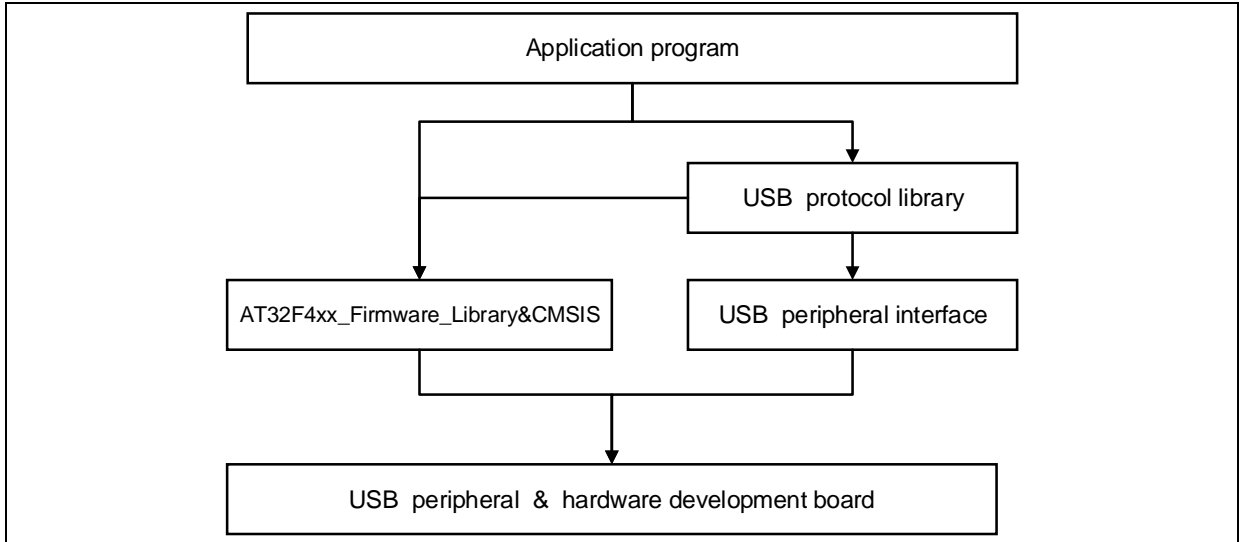 Application program
USB protocol library
AT32F4xx_Firmware_Library&CMSIS
USB peripheral interface
USB peripheral & hardware development board